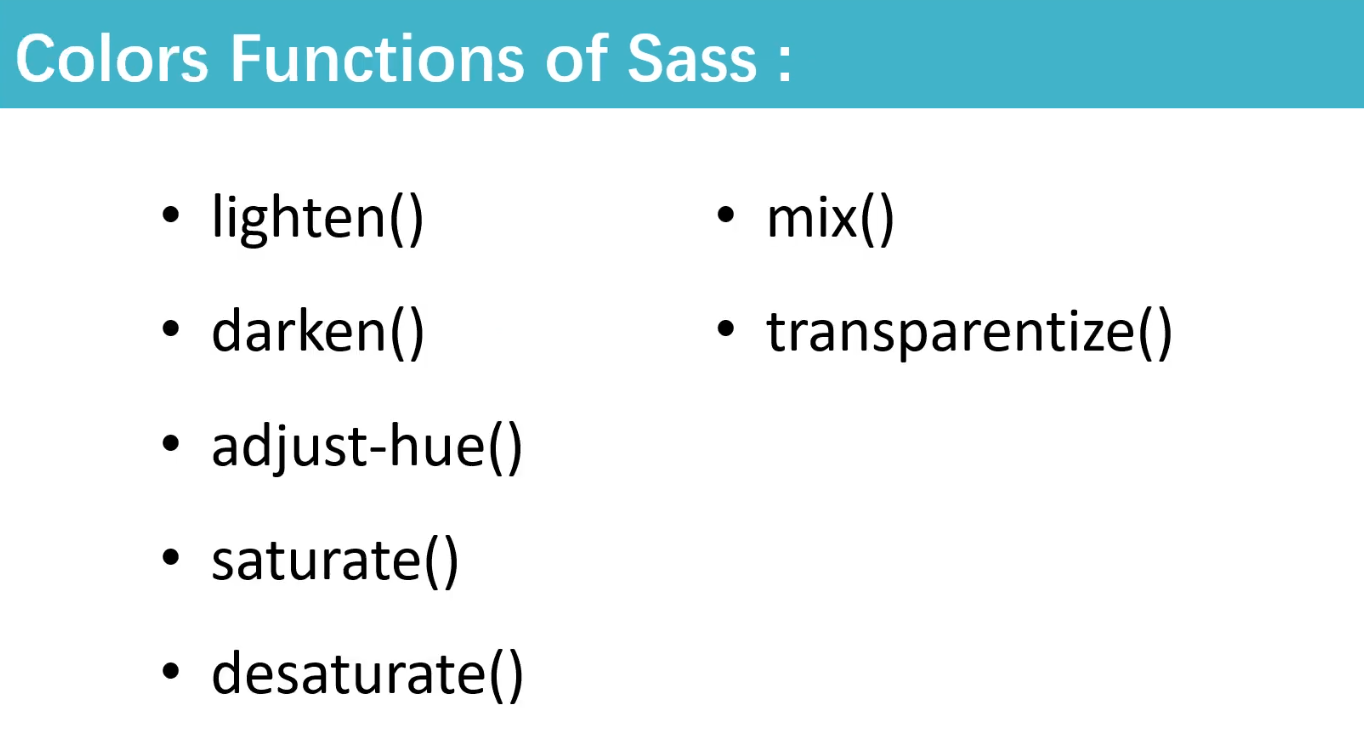 Colors Functions of Sass :
• lighten()
• darken()
• adjust-hue()
• saturate()
• desaturate()
• mix()
• transparentize()